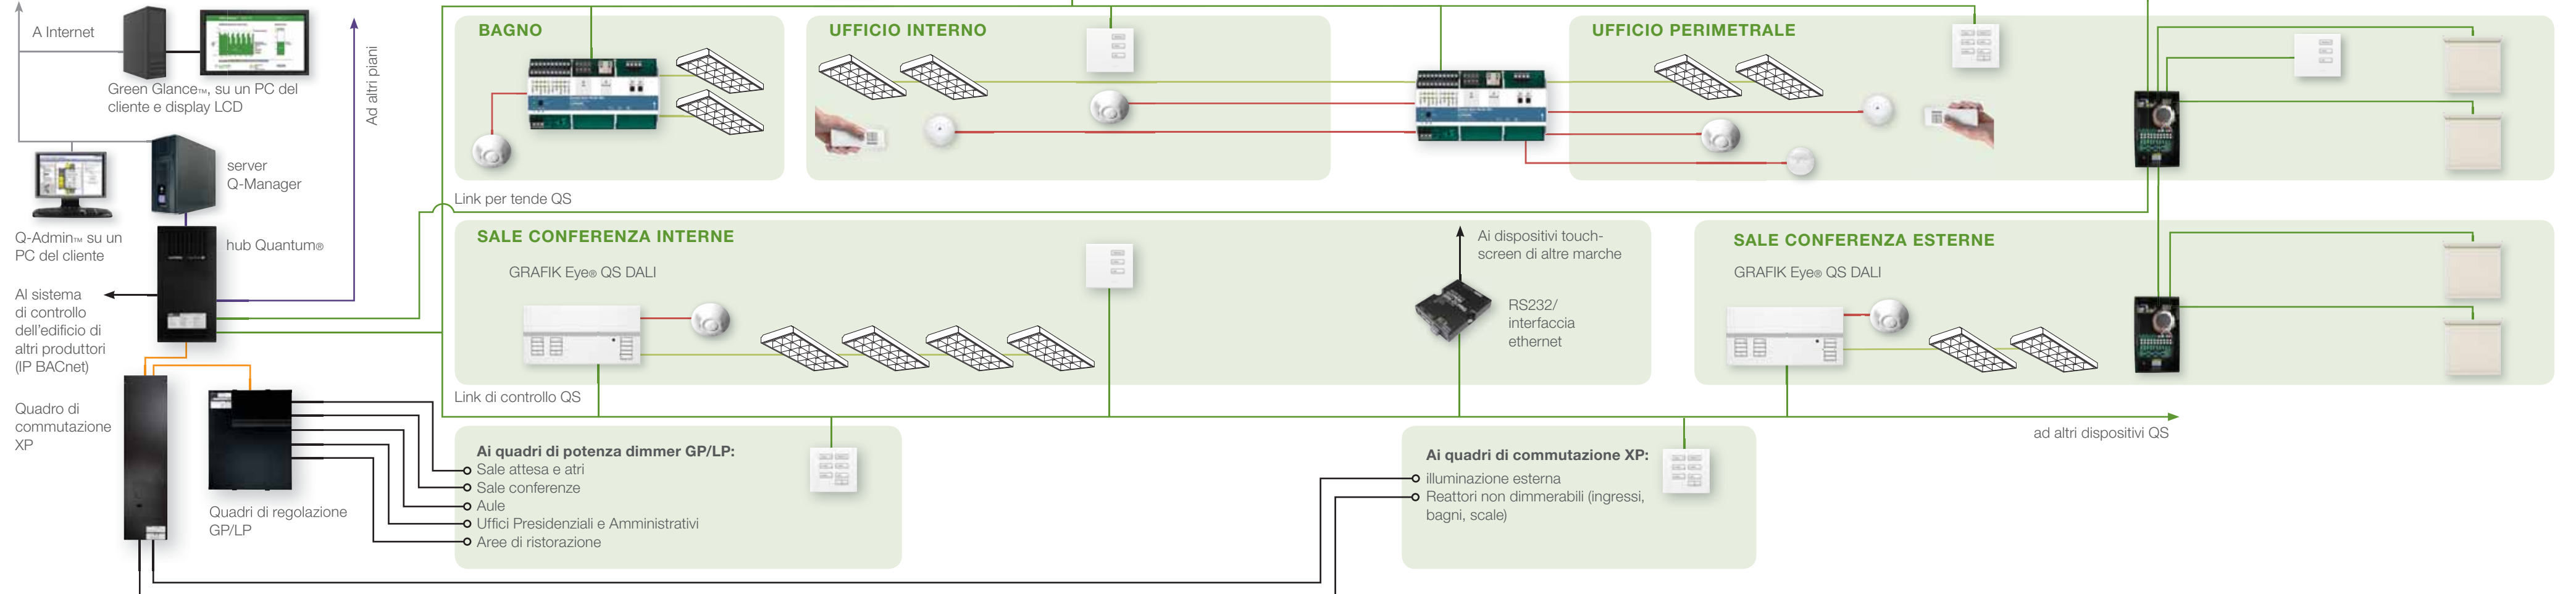 A Internet
Green Glance™, su un PC del
cliente e display LCD
Ad altri piani
server
Q-Manager
Q-Admin™ su un
PC del cliente
hub Quantum®
Al sistema
di controllo
dell'edificio di
altri produttori
(IP BACnet)
Quadro di
commutazione
XP
Quadri di regolazione
GP/LP
BAGNO
UFFICIO INTERNO
UFFICIO PERIMETRALE
Link per tende QS
SALE CONFERENZA INTERNE
GRAFIK Eye® QS DALI
Ai dispositivi touch-
screen di altre marche
RS232/
interfaccia
ethernet
SALE CONFERENZA ESTERNE
GRAFIK Eye® QS DALI
Link di controllo QS
ad altri dispositivi QS
Ai quadri di potenza dimmer GP/LP:
Sale attesa e atri
Sale conferenze
Aule
Uffici Presidenziali e Amministrativi
Aree di ristorazione
Ai quadri di commutazione XP:
illuminazione esterna
Reattori non dimmerabili (ingressi,
bagni, scale)